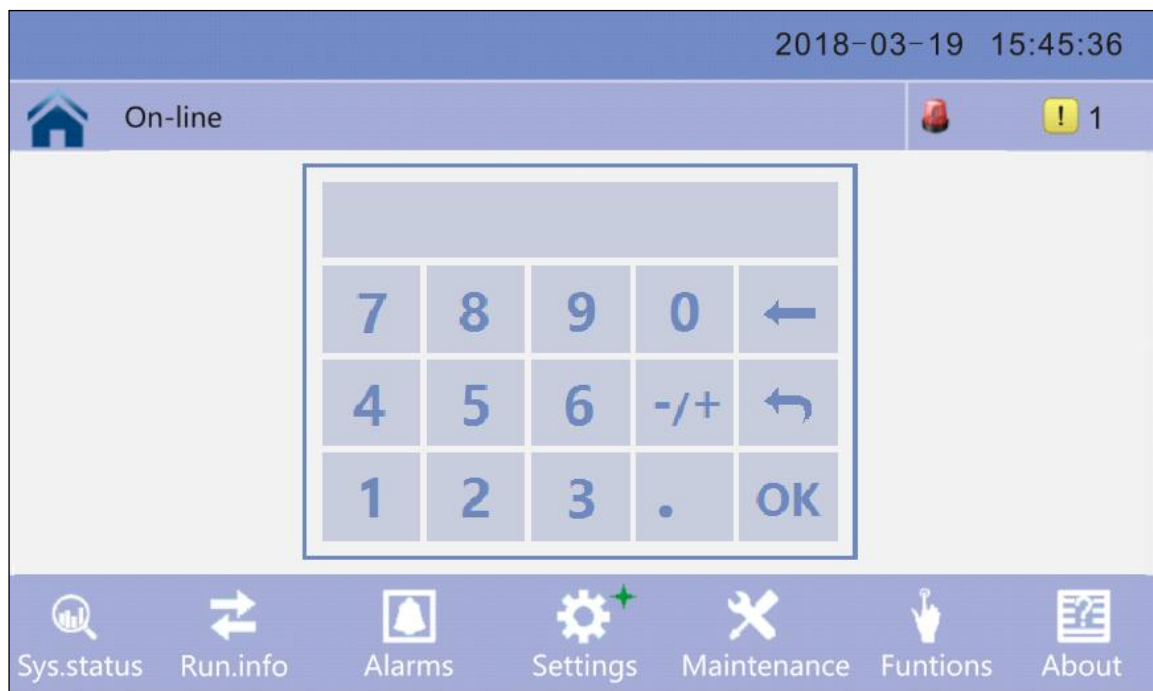 2018-03-19 15:45:36
On-line ! 1
7 8 9 0
4 5 6 -/+
1 2 3 . OK
Sys.status Run.info Alarms Settings Maintenance Funtions About